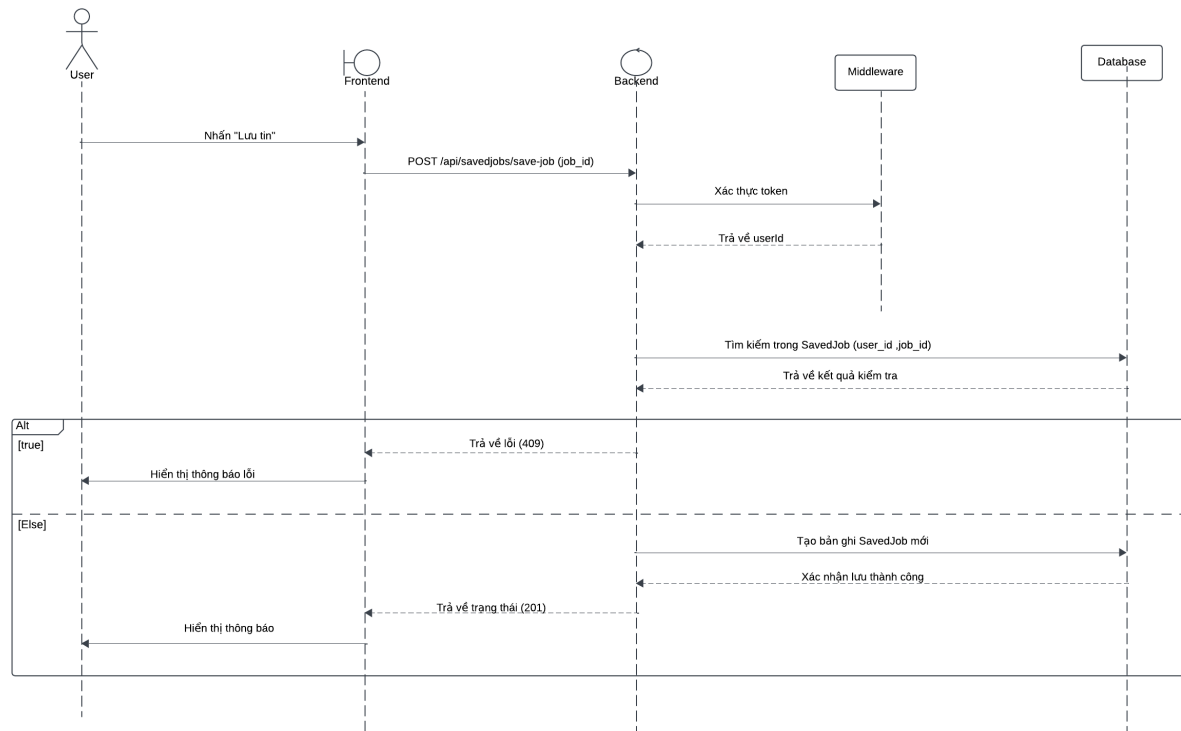 User
Frontend
Backend
Middleware
Database
Nhấn "Lưu tin"
POST /api/savedjobs/save-job (job_id)
Xác thực token
Trả về userId
Tìm kiếm trong SavedJob (user_id ,job_id)
Trả về kết quả kiểm tra
Alt
[true]
Trả về lỗi (409)
Hiển thị thông báo lỗi
[Else]
Tạo bản ghi SavedJob mới
Xác nhận lưu thành công
Trả về trạng thái (201)
Hiển thị thông báo